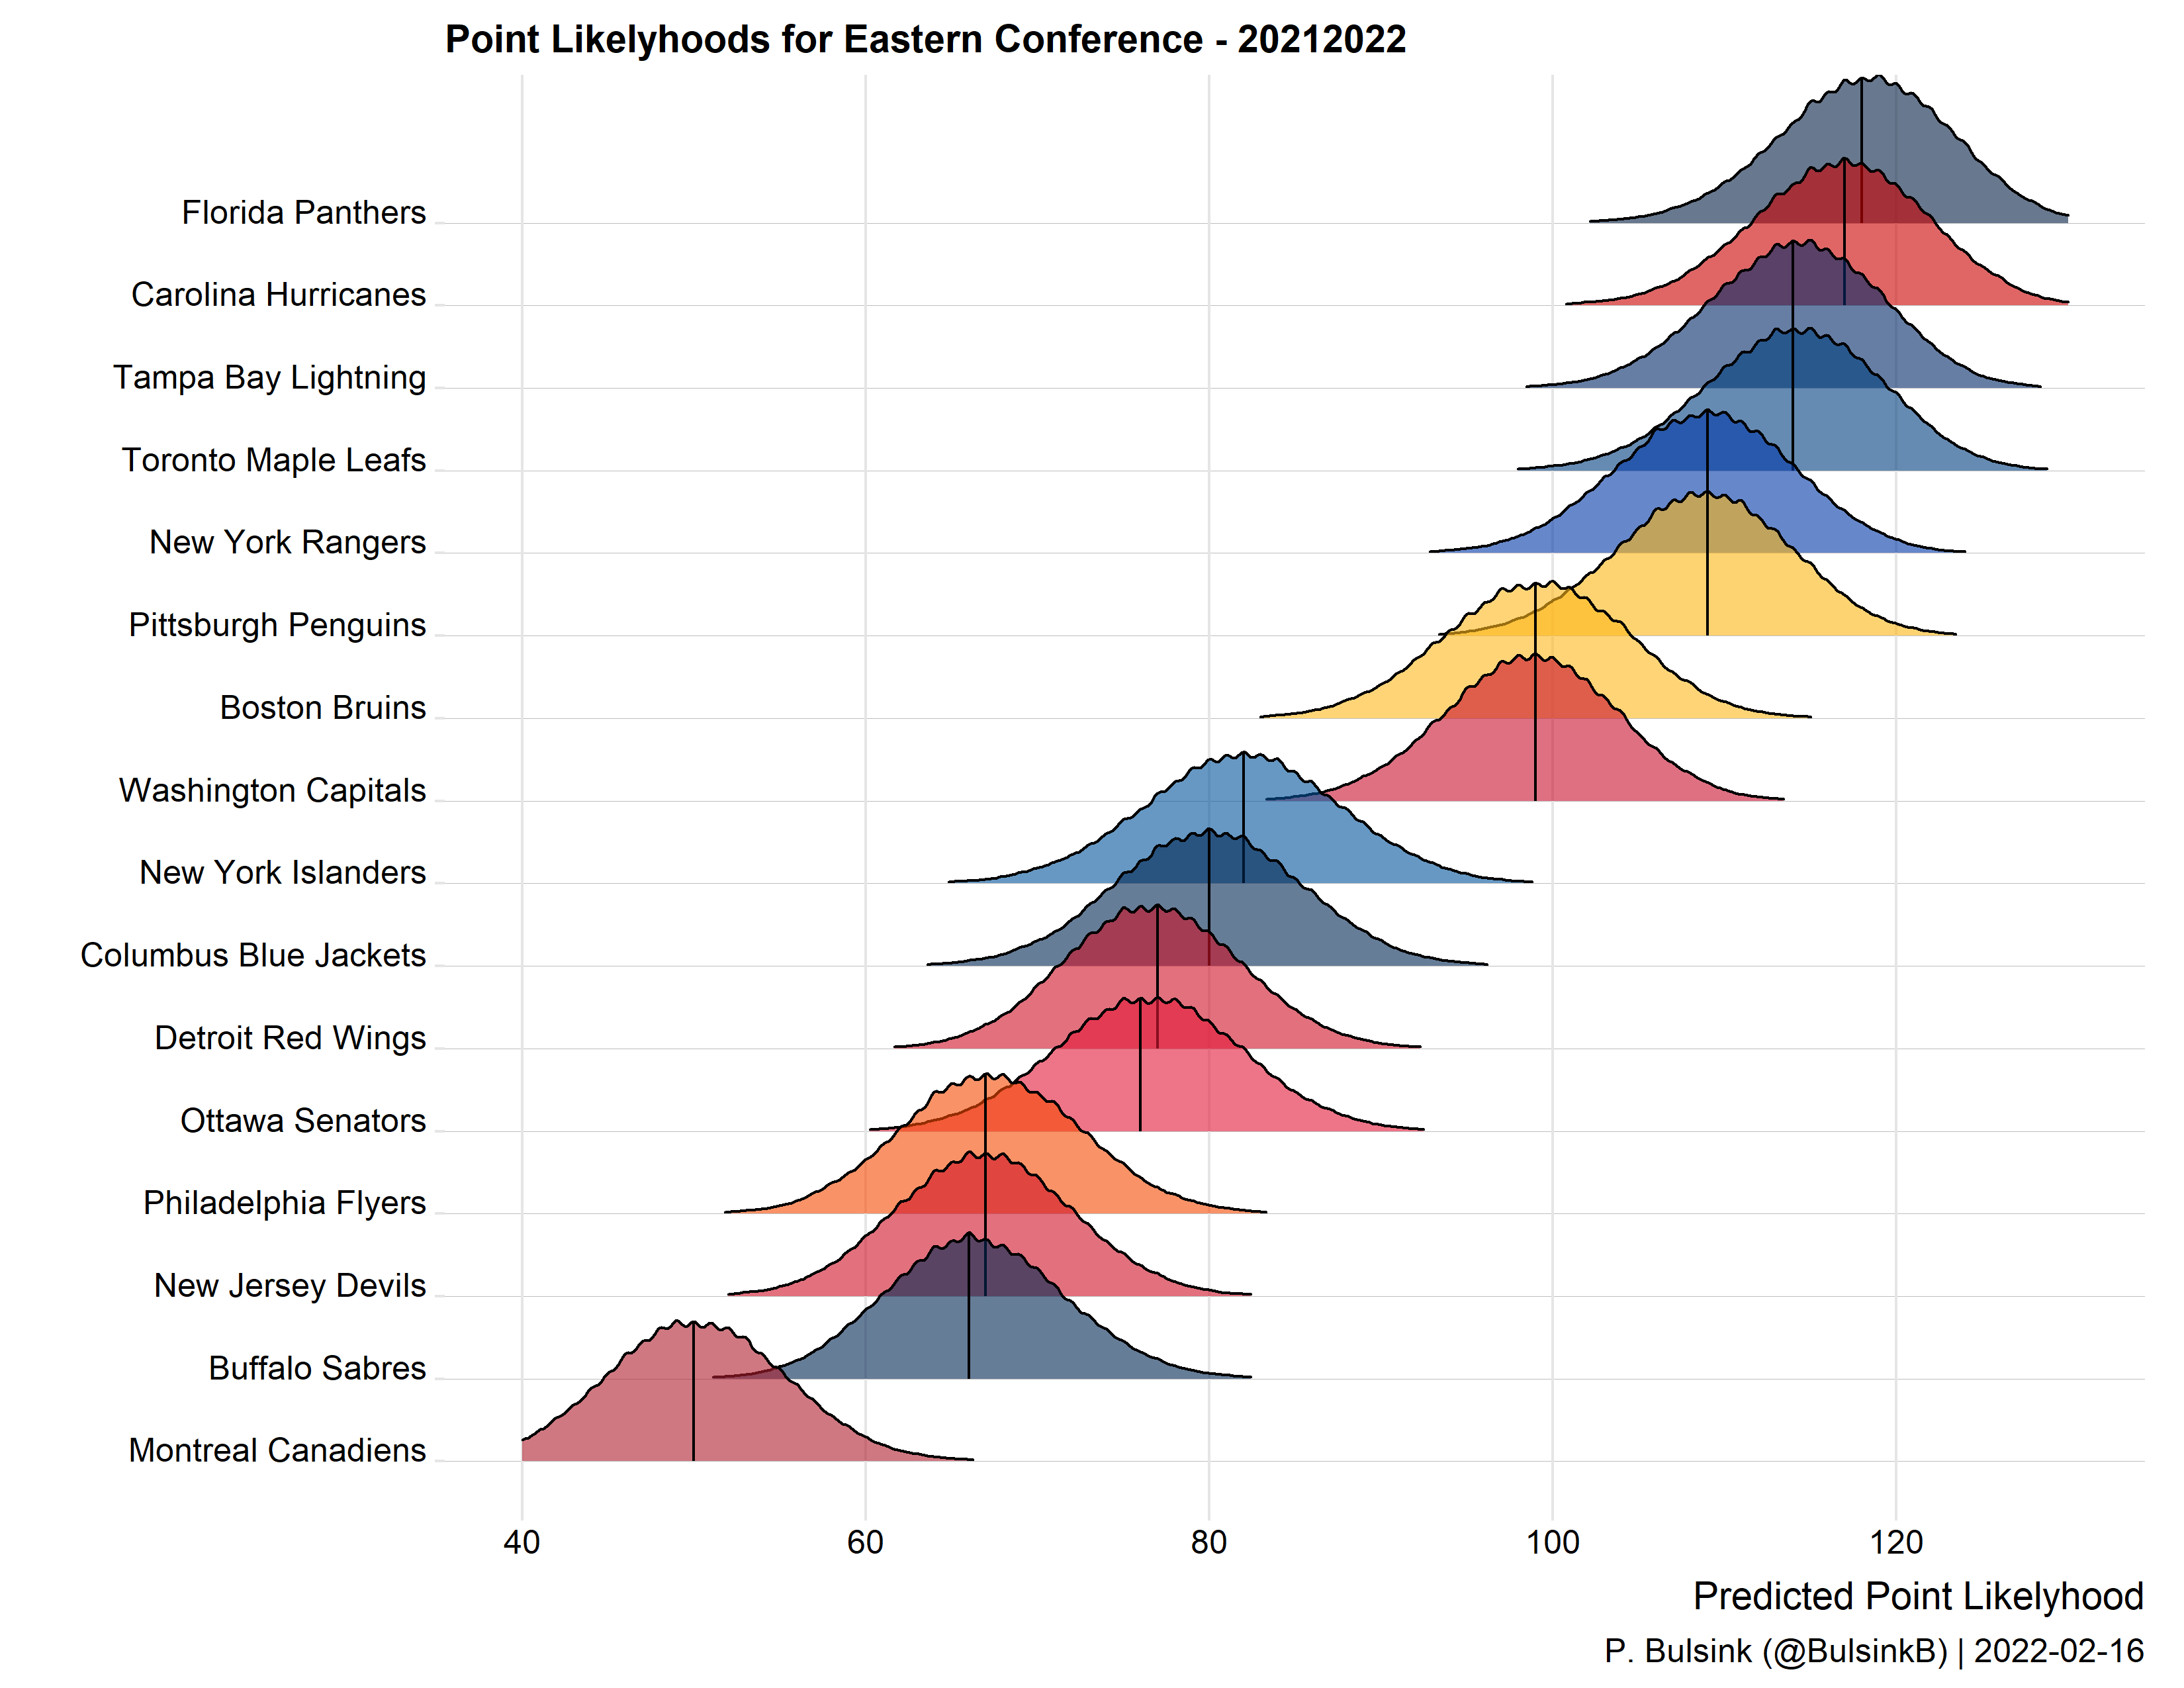 Point Likelyhoods for Eastern Conference - 20212022
Florida Panthers
Carolina Hurricanes
Tampa Bay Lightning
Toronto Maple Leafs
New York Rangers
Pittsburgh Penguins
Boston Bruins
Washington Capitals
New York Islanders
Columbus Blue Jackets
Detroit Red Wings
Ottawa Senators
Philadelphia Flyers
New Jersey Devils
Buffalo Sabres
Montreal Canadiens
40 60 80 100 120
Predicted Point Likelyhood
P. Bulsink (@BulsinkB) | 2022-02-16